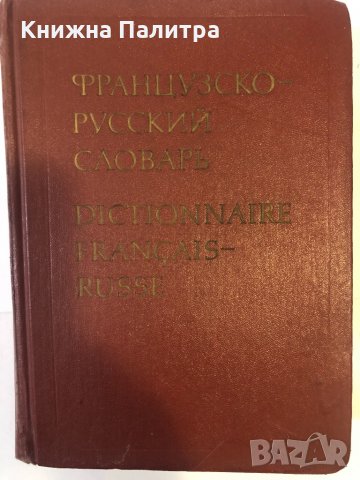 Книжна Палитра
ФРАНЦУЗСКО-
РУССКИЙ
СЛОВАРЬ
DICTIONNAIRE
FRANÇAIS-
RUSSE
BAZAR